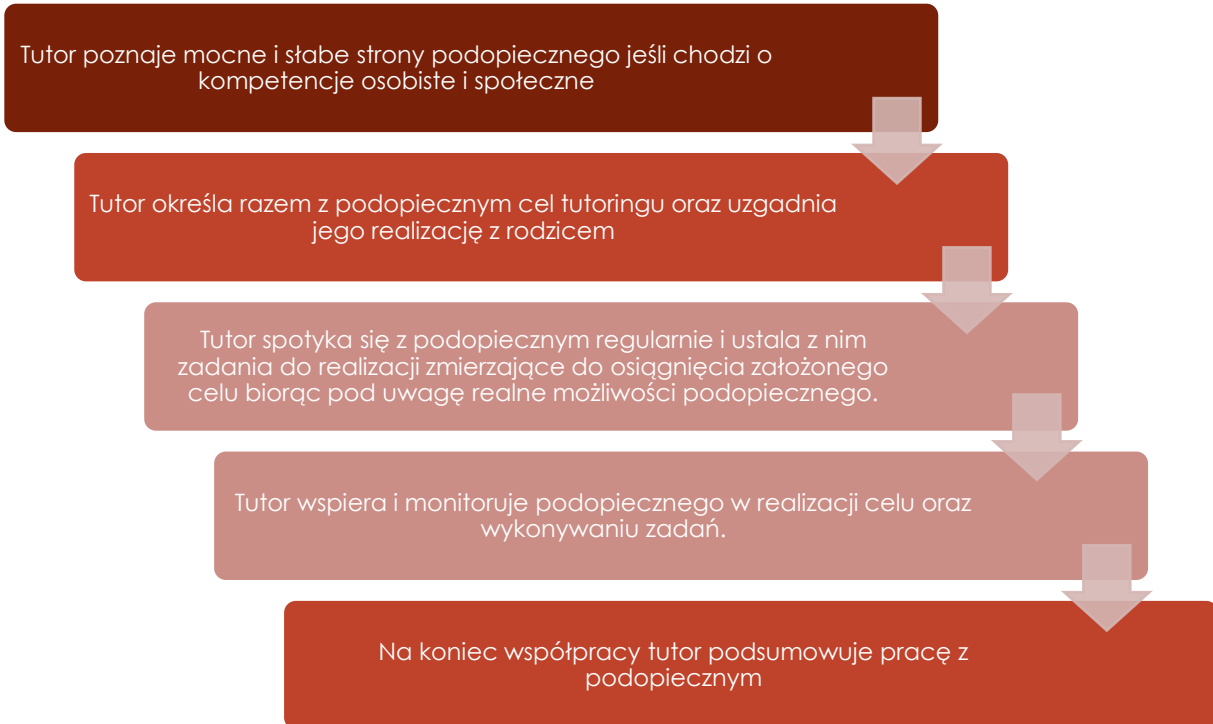 Tutor poznaje mocne i słabe strony podopiecznego jeśli chodzi o
kompetencje osobiste i społeczne
Tutor określa razem z podopiecznym cel tutoringu oraz uzgadnia
jego realizację z rodzicem
Tutor spotyka się z podopiecznym regularnie i ustala z nim
zadania do realizacji zmierzające do osiągnięcia założonego
celu biorąc pod uwagę realne możliwości podopiecznego.
Tutor wspiera i monitoruje podopiecznego w realizacji celu oraz
wykonywaniu zadań.
Na koniec współpracy tutor podsumowuje pracę z
podopiecznym